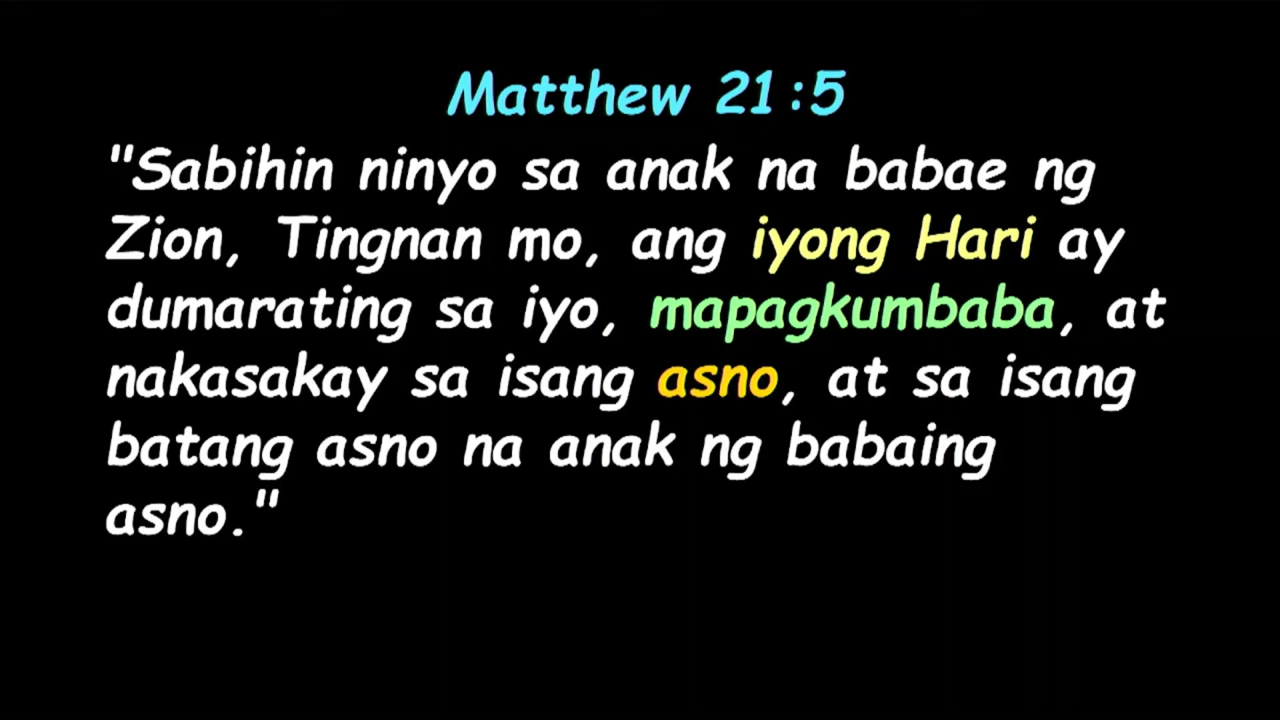 Matthew 21:5
"Sabihin ninyo sa anak na babae ng
Zion, Tingnan mo, ang iyong Hari ay
dumarating sa iyo, mapagkumbaba, at
nakasakay sa isang asno, at sa isang
batang asno na anak ng babaing
asno."